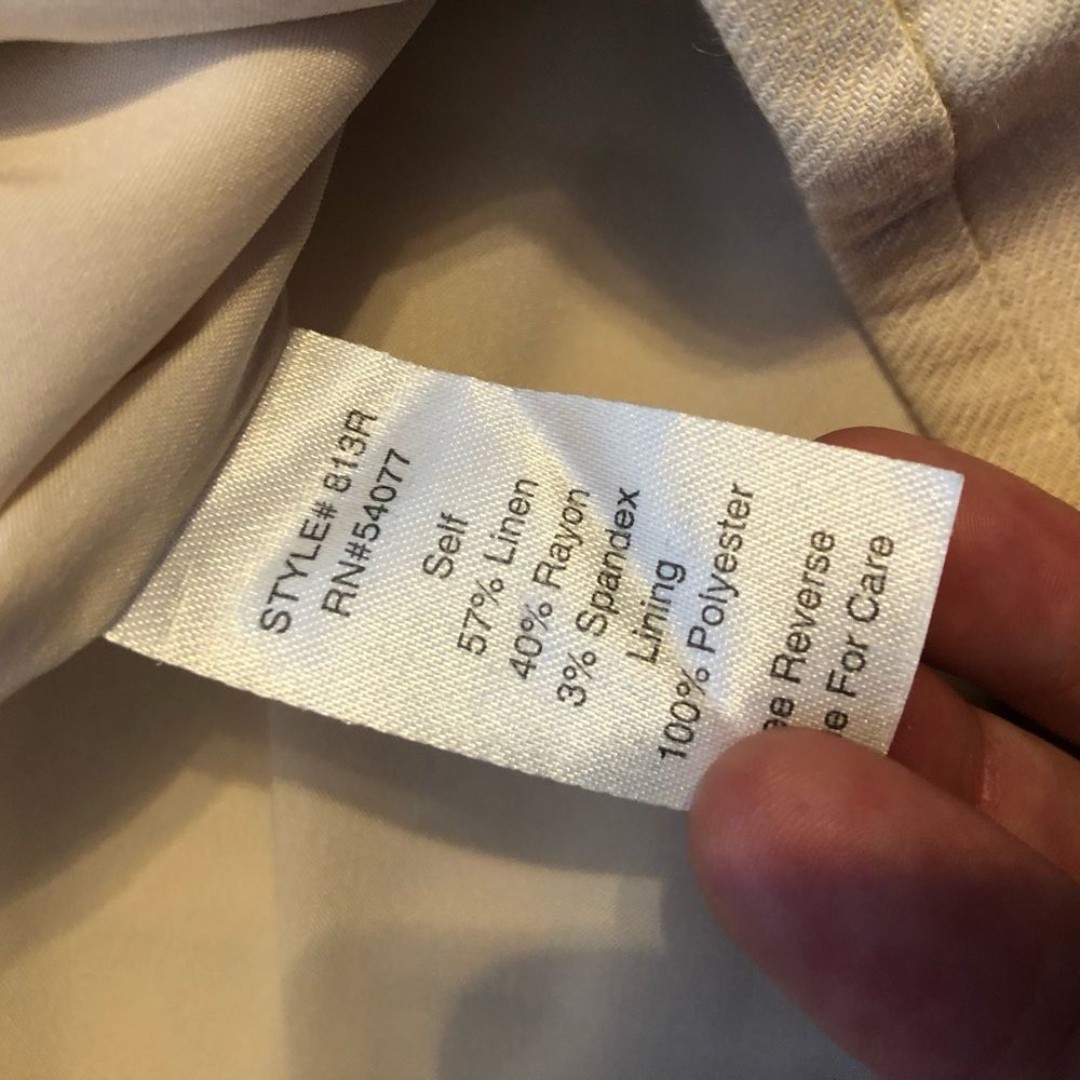 STYLE# 813R
RN#54077
Self
57% Linen
40% Rayon
3% Spandex
Lining
100% Polyester
Reverse
For Care